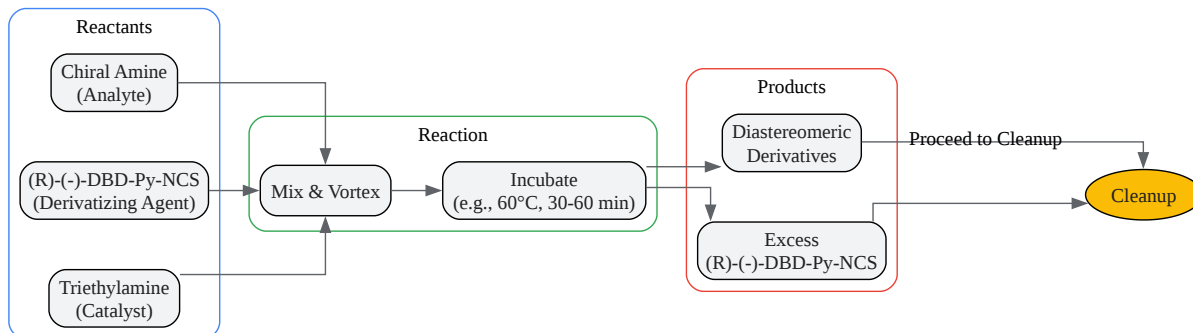 Reactants
Chiral Amine
(Analyte)
(R)-(-)-DBD-Py-NCS
(Derivatizing Agent)
Triethylamine
(Catalyst)
Reaction
Mix & Vortex
Incubate
(e.g., 60°C, 30-60 min)
Products
Diastereomeric
Derivatives
Excess
(R)-(-)-DBD-Py-NCS
Proceed to Cleanup
Cleanup